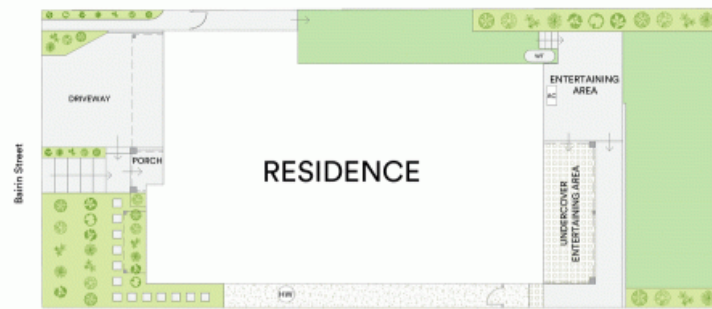 DRIVEWAY
Bairin Street
PORCH
RESIDENCE
WT
ENTERTAINING
AREA
AC
UNDERCOVER
ENTERTAINING AREA
HW